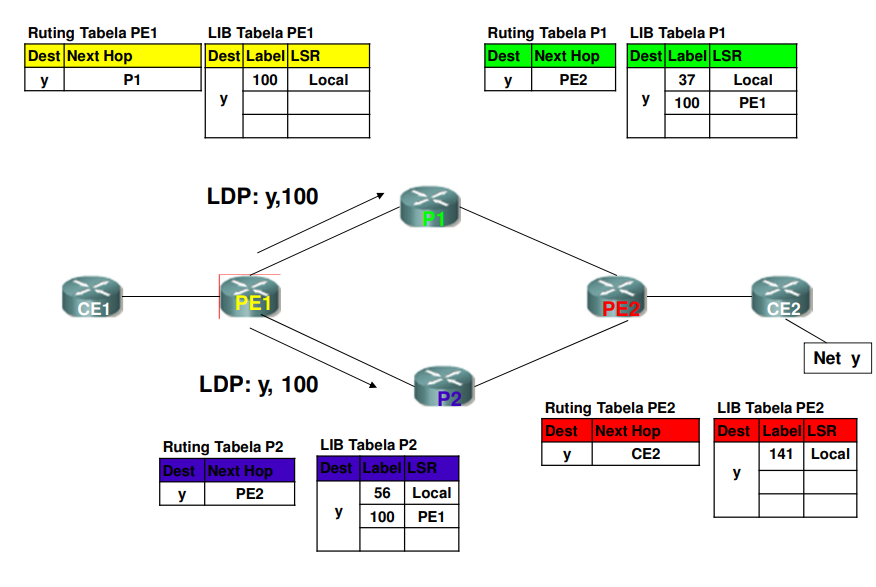 Ruting Tabela PE1
Dest Next Hop
y P1
LIB Tabela PE1
Dest Label LSR
100 Local
y
Ruting Tabela P1
Dest Next Hop
y PE2
LIB Tabela P1
Dest Label LSR
37 Local
y
100 PE1
LDP: y,100
P1
CE1
PE1
PE2
CE2
Net y
LDP: y, 100
P2
Ruting Tabela P2
Dest Next Hop
y PE2
LIB Tabela P2
Dest Label LSR
56 Local
y
100 PE1
Ruting Tabela PE2
Dest Next Hop
y CE2
LIB Tabela PE2
Dest Label LSR
141 Local
y